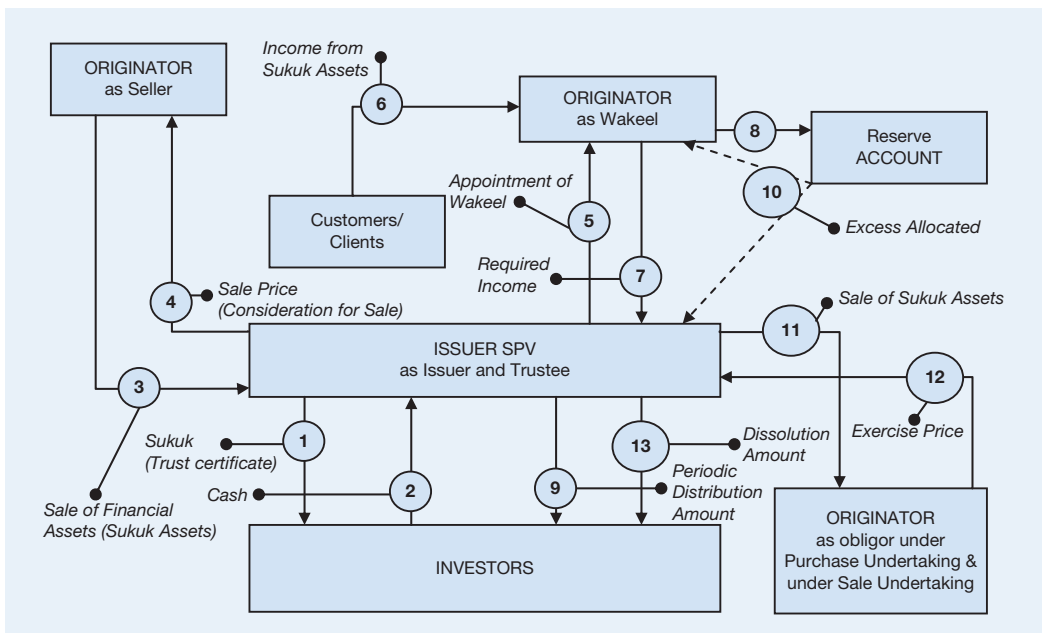 ORIGINATOR
as Seller
Income from
Sukuk Assets
6
ORIGINATOR
as Wakeel
8
Reserve
ACCOUNT
Customers/
Clients
Appointment of
Wakeel
5
10
Excess Allocated
Required
Income
7
4
Sale Price
(Consideration for Sale)
Sale of Sukuk Assets
11
ISSUER SPV
as Issuer and Trustee
3
12
Exercise Price
Sukuk
(Trust certificate)
1
Cash
2
9
13
Dissolution
Amount
Periodic
Distribution
Amount
Sale of Financial
Assets (Sukuk Assets)
INVESTORS
ORIGINATOR
as obligor under
Purchase Undertaking &
under Sale Undertaking